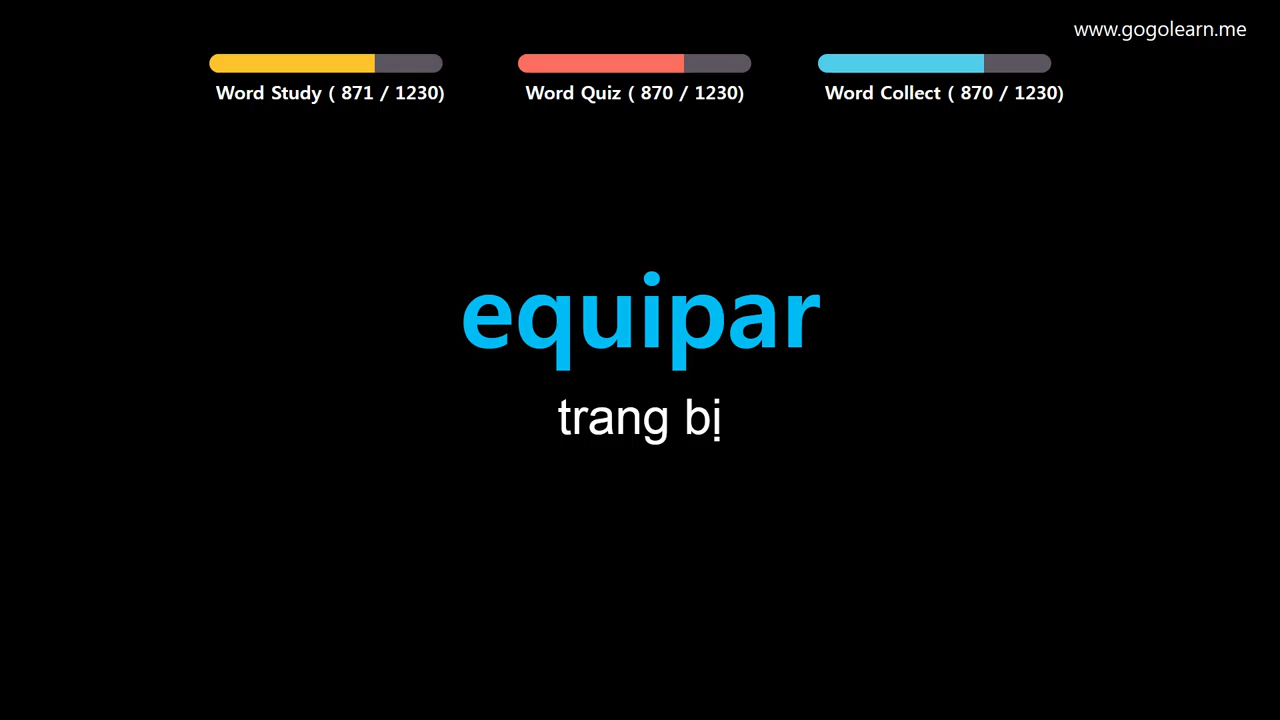 www.gogolearn.me
Word Study ( 871 / 1230)
Word Quiz ( 870 / 1230)
Word Collect ( 870 / 1230)
equipar
trang bị